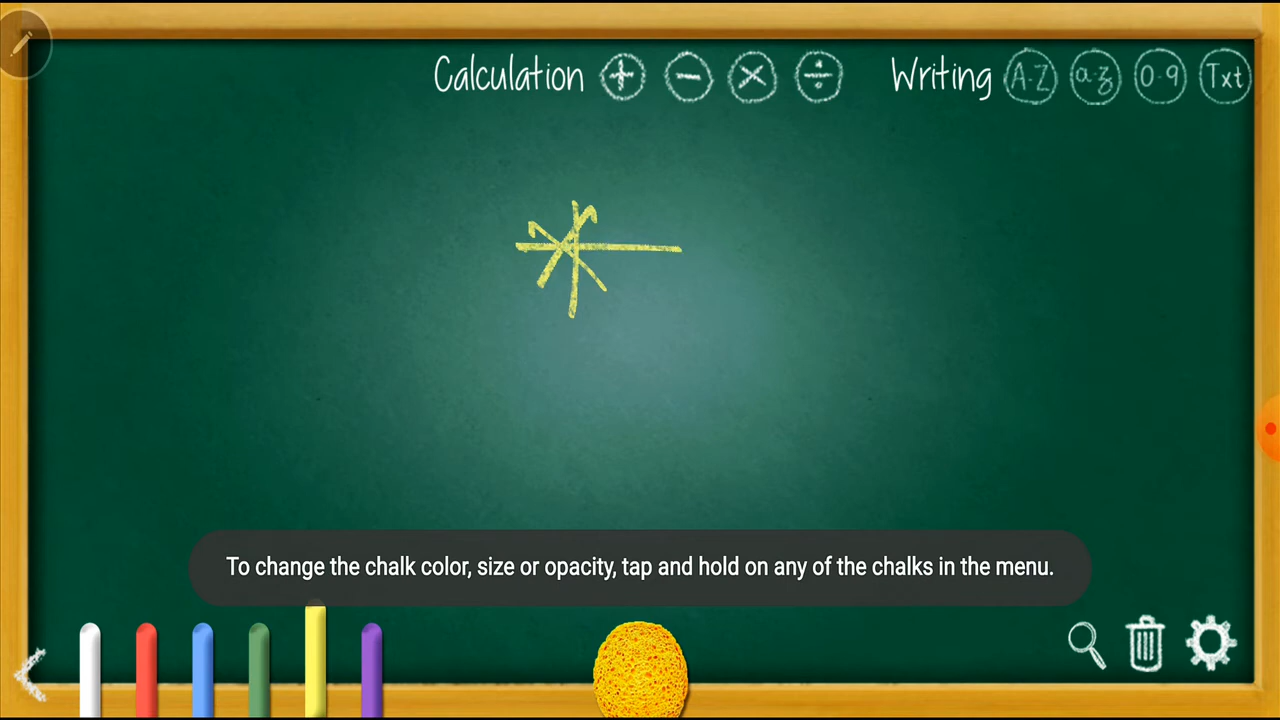 Calculation + − × ÷ Writing A-Z a-z 0-9 Txt
To change the chalk color, size or opacity, tap and hold on any of the chalks in the menu.